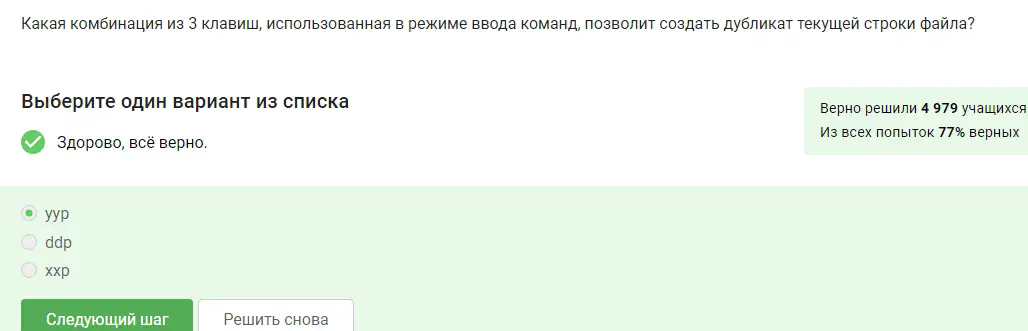 Какая комбинация из 3 клавиш, использованная в режиме ввода команд, позволит создать дубликат текущей строки файла?
Выберите один вариант из списка
Здорово, всё верно.
Верно решили 4 979 учащихся
Из всех попыток 77% верных
yyp
ddp
xxp
Следующий шаг
Решить снова